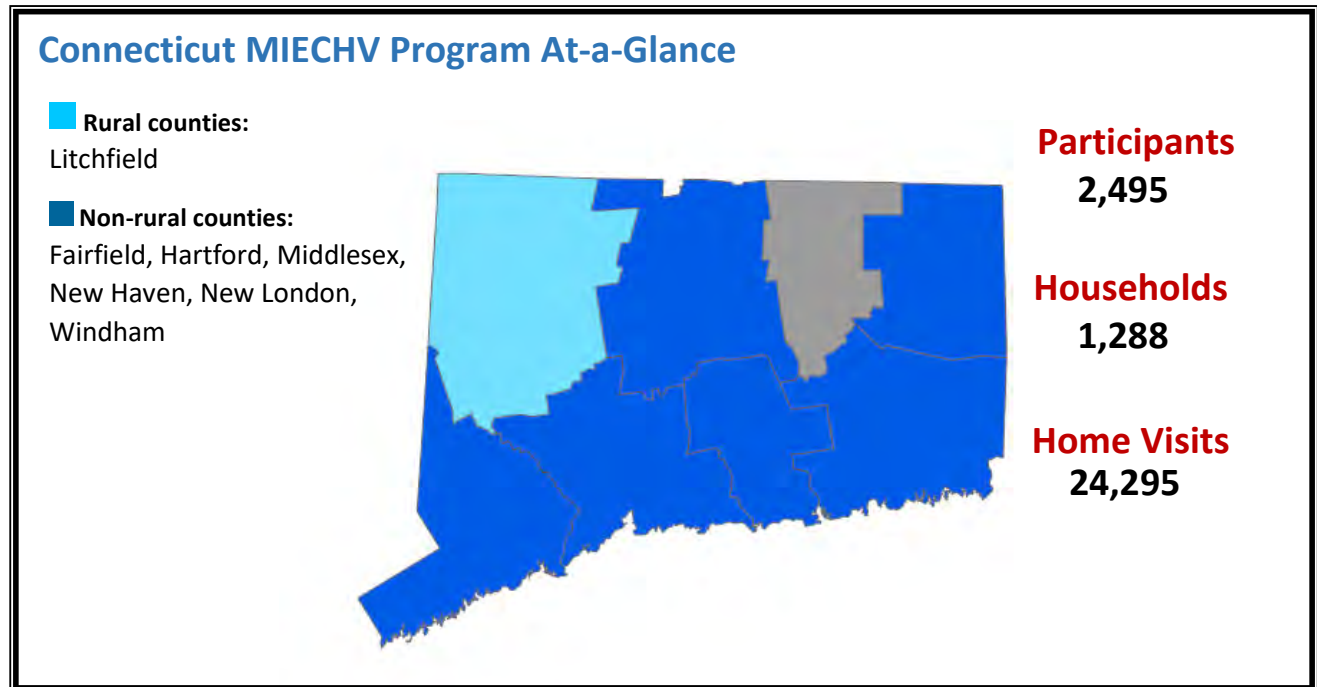 Connecticut MIECHV Program At-a-Glance
Rural counties:
Litchfield
Non-rural counties:
Fairfield, Hartford, Middlesex,
New Haven, New London,
Windham
Participants
2,495
Households
1,288
Home Visits
24,295